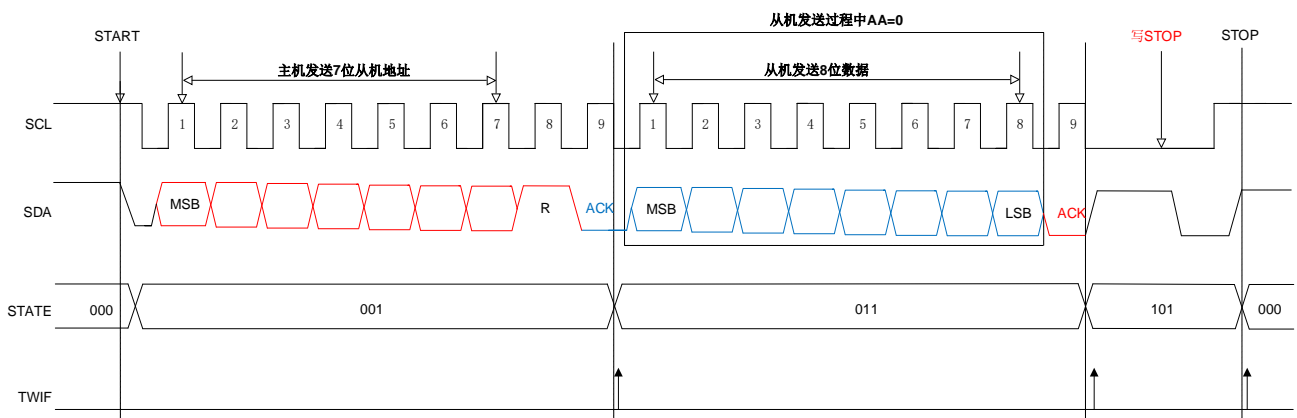 从机发送过程中AA=0
START
写STOP
STOP
主机发送7位从机地址
从机发送8位数据
SCL
1 2 3 4 5 6 7 8 9 1 2 3 4 5 6 7 8 9
SDA
MSB R ACK MSB LSB ACK
STATE
000 001 011 101 000
TWIF